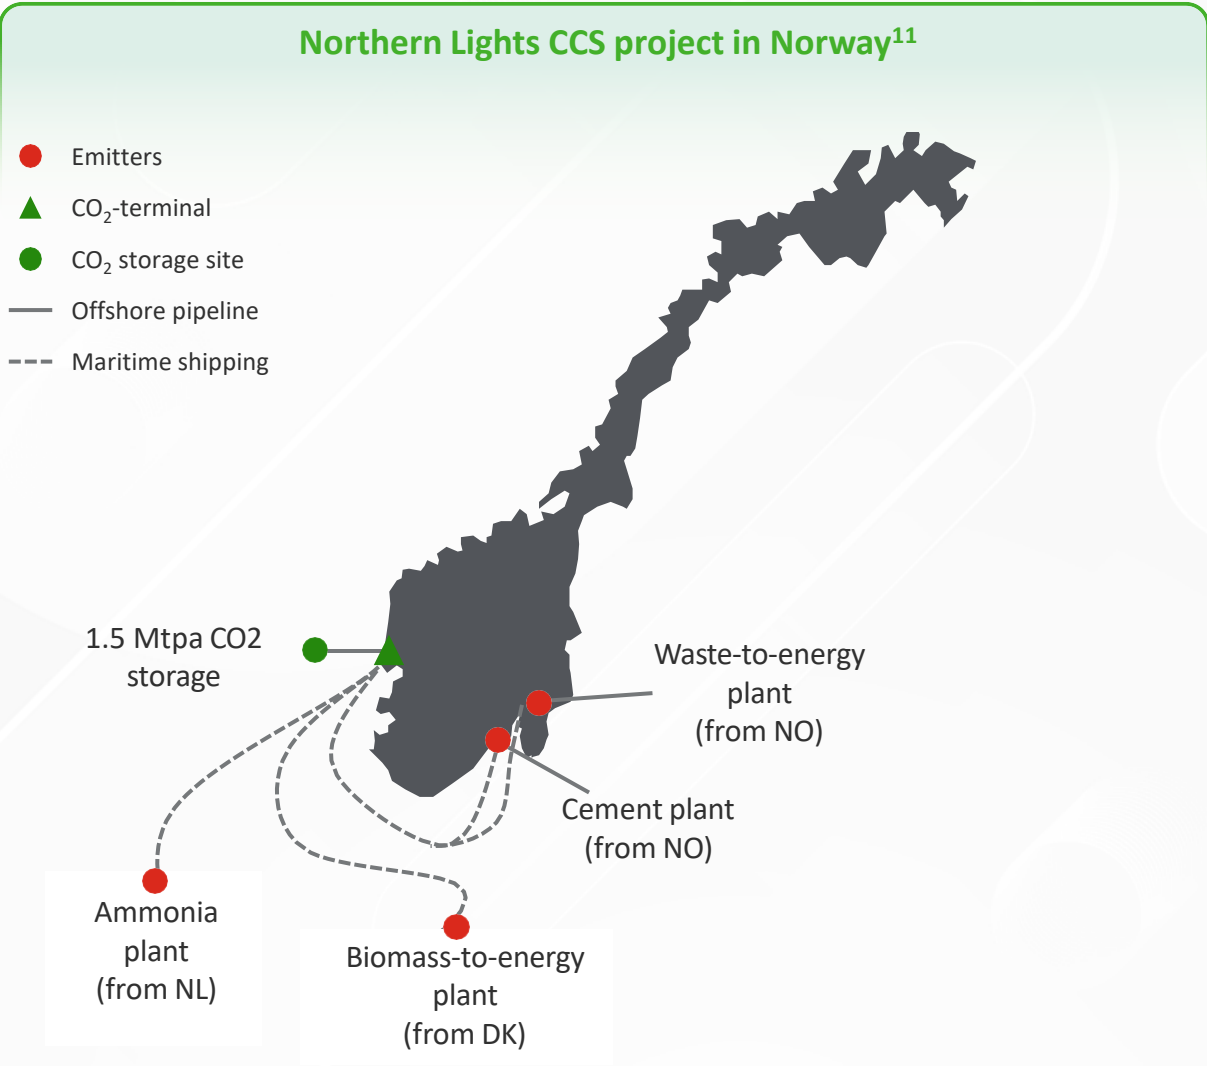 Northern Lights CCS project in Norway¹¹
Emitters
CO₂-terminal
CO₂ storage site
Offshore pipeline
Maritime shipping
1.5 Mtpa CO2
storage
Waste-to-energy
plant
(from NO)
Cement plant
(from NO)
Ammonia
plant
(from NL)
Biomass-to-energy
plant
(from DK)